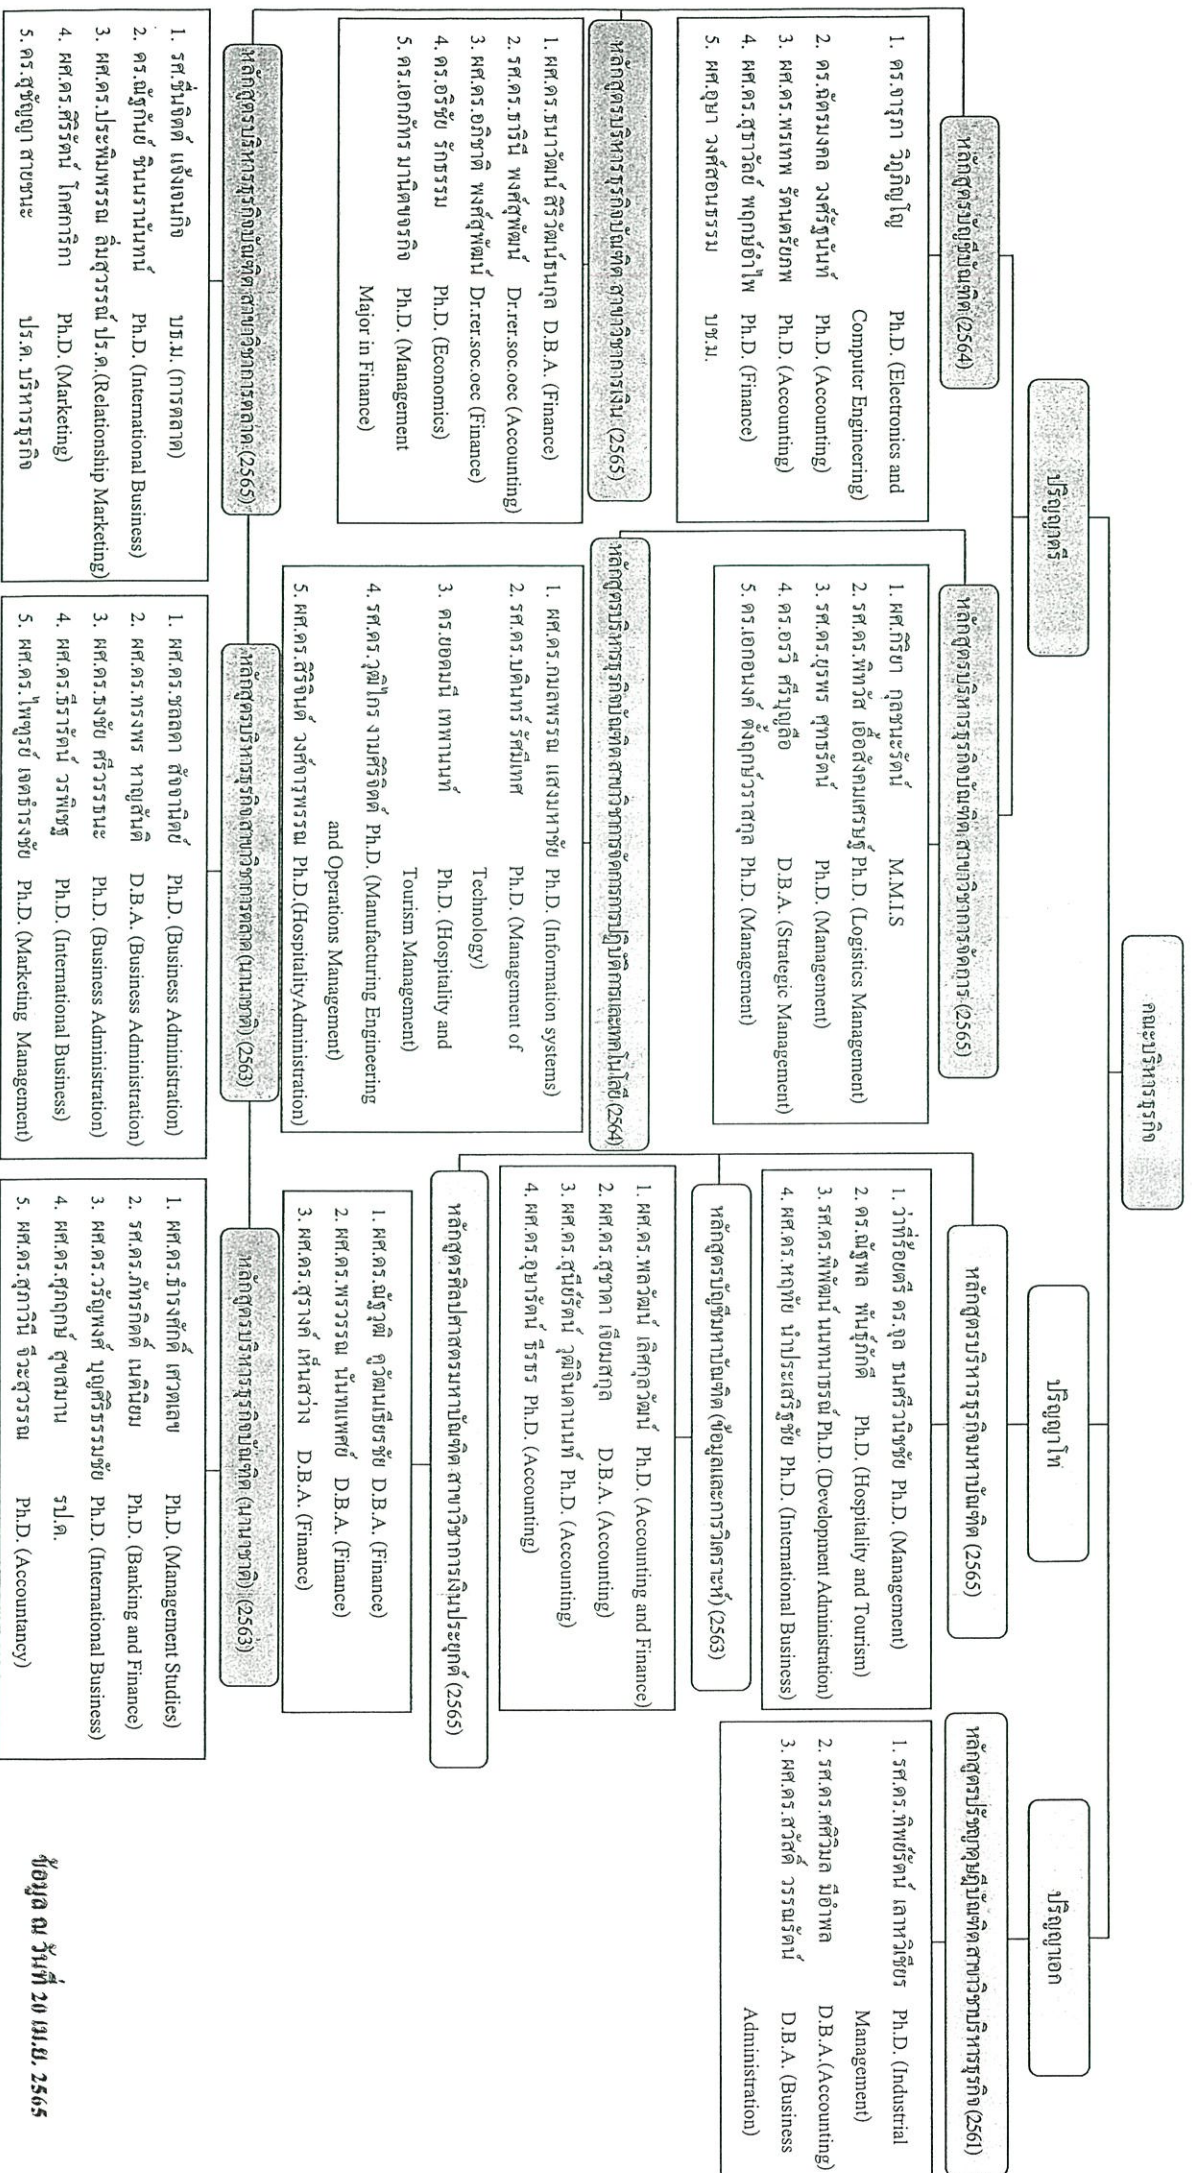 คณะบริหารธุรกิจ
ปริญญาตรี
ปริญญาโท
ปริญญาเอก
หลักสูตรบัญชีบัณฑิต (2564)
1. ดร.จารุภา วิภูภิญโญ Ph.D. (Electronics and
Computer Engineering)
2. ดร.ฉัตรมงคล วงศ์รัฐนันท์ Ph.D. (Accounting)
3. ผศ.ดร.พรเทพ รัตนตรัยภพ Ph.D. (Accounting)
4. ผศ.ดร.สุธาวัลย์ พฤกษ์อำไพ Ph.D. (Finance)
5. ผศ.อุษา วงศ์สอนธรรม บช.ม.
หลักสูตรบริหารธุรกิจบัณฑิต สาขาวิชาการจัดการ (2565)
1. ผศ.กิริยา กุลชนะรัตน์ M.M.I.S
2. รศ.ดร.พิทวัส เอื้อสังคมเศรษฐ์ Ph.D. (Logistics Management)
3. รศ.ดร.ยุรพร ศุทธรัตน์ Ph.D. (Management)
4. ดร.อรวี ศรีบุญลือ D.B.A. (Strategic Management)
5. ดร.เอกอนงค์ ตั้งฤกษ์วราสกุล Ph.D. (Management)
หลักสูตรบริหารธุรกิจมหาบัณฑิต (2565)
1. ว่าที่ร้อยตรี ดร.จุล ธนศรีวนิชชัย Ph.D. (Management)
2. ดร.ณัฐพล พันธุ์ภักดี Ph.D. (Hospitality and Tourism)
3. รศ.ดร.พิพัฒน์ นนทนาธรณ์ Ph.D. (Development Administration)
4. ผศ.ดร.หฤทัย นำประเสริฐชัย Ph.D. (International Business)
หลักสูตรปรัชญาดุษฎีบัณฑิต สาขาวิชาบริหารธุรกิจ (2561)
1. รศ.ดร.ทิพย์รัตน์ เลาหวิเชียร Ph.D. (Industrial
Management)
2. รศ.ดร.ศศิวิมล มีอำพล D.B.A.(Accounting)
3. ผศ.ดร.สวัสดิ์ วรรณรัตน์ D.B.A. (Business
Administration)
หลักสูตรบริหารธุรกิจบัณฑิต สาขาวิชาการเงิน (2565)
1. ผศ.ดร.ธนาวัฒน์ สิริวัฒน์ธนกุล D.B.A. (Finance)
2. รศ.ดร.ธารินี พงศ์สุพัฒน์ Dr.rer.soc.oec (Accounting)
3. ผศ.ดร.อภิชาติ พงศ์สุพัฒน์ Dr.rer.soc.oec (Finance)
4. ดร.อริชัย รักธรรม Ph.D. (Economics)
5. ดร.เอกภัทร มานิตขจรกิจ Ph.D. (Management
Major in Finance)
หลักสูตรบริหารธุรกิจบัณฑิต สาขาวิชาการจัดการการปฏิบัติการและเทคโนโลยี (2564)
1. ผศ.ดร.กมลพรรณ แสงมหาชัย Ph.D. (Information systems)
2. รศ.ดร.บดินทร์ รัศมีเทศ Ph.D. (Management of
Technology)
3. ดร.ยอดมนี เทพานนท์ Ph.D. (Hospitality and
Tourism Management)
4. รศ.ดร.วุฒิไกร งามศิริจิตต์ Ph.D. (Manufacturing Engineering
and Operations Management)
5. ผศ.ดร.สิริจินต์ วงศ์จารุพรรณ Ph.D.(HospitalityAdministration)
หลักสูตรบัญชีมหาบัณฑิต (ข้อมูลและการวิเคราะห์) (2563)
1. ผศ.ดร.พลวัฒน์ เลิศกุลวัฒน์ Ph.D. (Accounting and Finance)
2. ผศ.ดร.สุชาดา เจียมสกุล D.B.A. (Accounting)
3. ผศ.ดร.สุนีย์รัตน์ วุฒิจินดานนท์ Ph.D. (Accounting)
4. ผศ.ดร.อุษารัตน์ ธีรธร Ph.D. (Accounting)
หลักสูตรศิลปศาสตรมหาบัณฑิต สาขาวิชาการเงินประยุกต์ (2565)
1. ผศ.ดร.ณัฐวุฒิ คูวัฒนเธียรชัย D.B.A. (Finance)
2. ผศ.ดร.พรวรรณ นันทแพศย์ D.B.A. (Finance)
3. ผศ.ดร.สุรางค์ เห็นสว่าง D.B.A. (Finance)
หลักสูตรบริหารธุรกิจบัณฑิต สาขาวิชาการตลาด (2565)
1. รศ.ชื่นจิตต์ แจ้งเจนกิจ บธ.ม. (การตลาด)
2. ดร.ณัฐกันย์ ชินนรานันทน์ Ph.D. (International Business)
3. ผศ.ดร.ประพิมพรรณ ลิ่มสุวรรณ์ ปร.ด.(Relationship Marketing)
4. ผศ.ดร.ศิริรัตน์ โกศการิกา Ph.D. (Marketing)
5. ดร.สุชัญญา สายชนะ ปร.ด. บริหารธุรกิจ
หลักสูตรบริหารธุรกิจ สาขาวิชาการตลาด (นานาชาติ) (2563)
1. ผศ.ดร.ชลลดา สัจจานิตย์ Ph.D. (Business Administration)
2. ผศ.ดร.ทรงพร หาญสันติ D.B.A. (Business Administration)
3. ผศ.ดร.ธงชัย ศรีวรรธนะ Ph.D. (Business Administration)
4. ผศ.ดร.ธีรารัตน์ วรพิเชฐ Ph.D. (International Business)
5. ผศ.ดร.ไพฑูรย์ เจตธำรงชัย Ph.D. (Marketing Management)
หลักสูตรบริหารธุรกิจบัณฑิต (นานาชาติ) (2563)
1. ผศ.ดร.ธำรงศักดิ์ เศวตเลข Ph.D. (Management Studies)
2. รศ.ดร.ภัทรกิตติ์ เนตินิยม Ph.D. (Banking and Finance)
3. ผศ.ดร.วรัญพงศ์ บุญศิริธรรมชัย Ph.D. (International Business)
4. ผศ.ดร.ศุภฤกษ์ สุขสมาน รป.ด.
5. ผศ.ดร.สุภาวินี จีวะสุวรรณ Ph.D. (Accountancy)
ข้อมูล ณ วันที่ 20 เม.ย. 2565